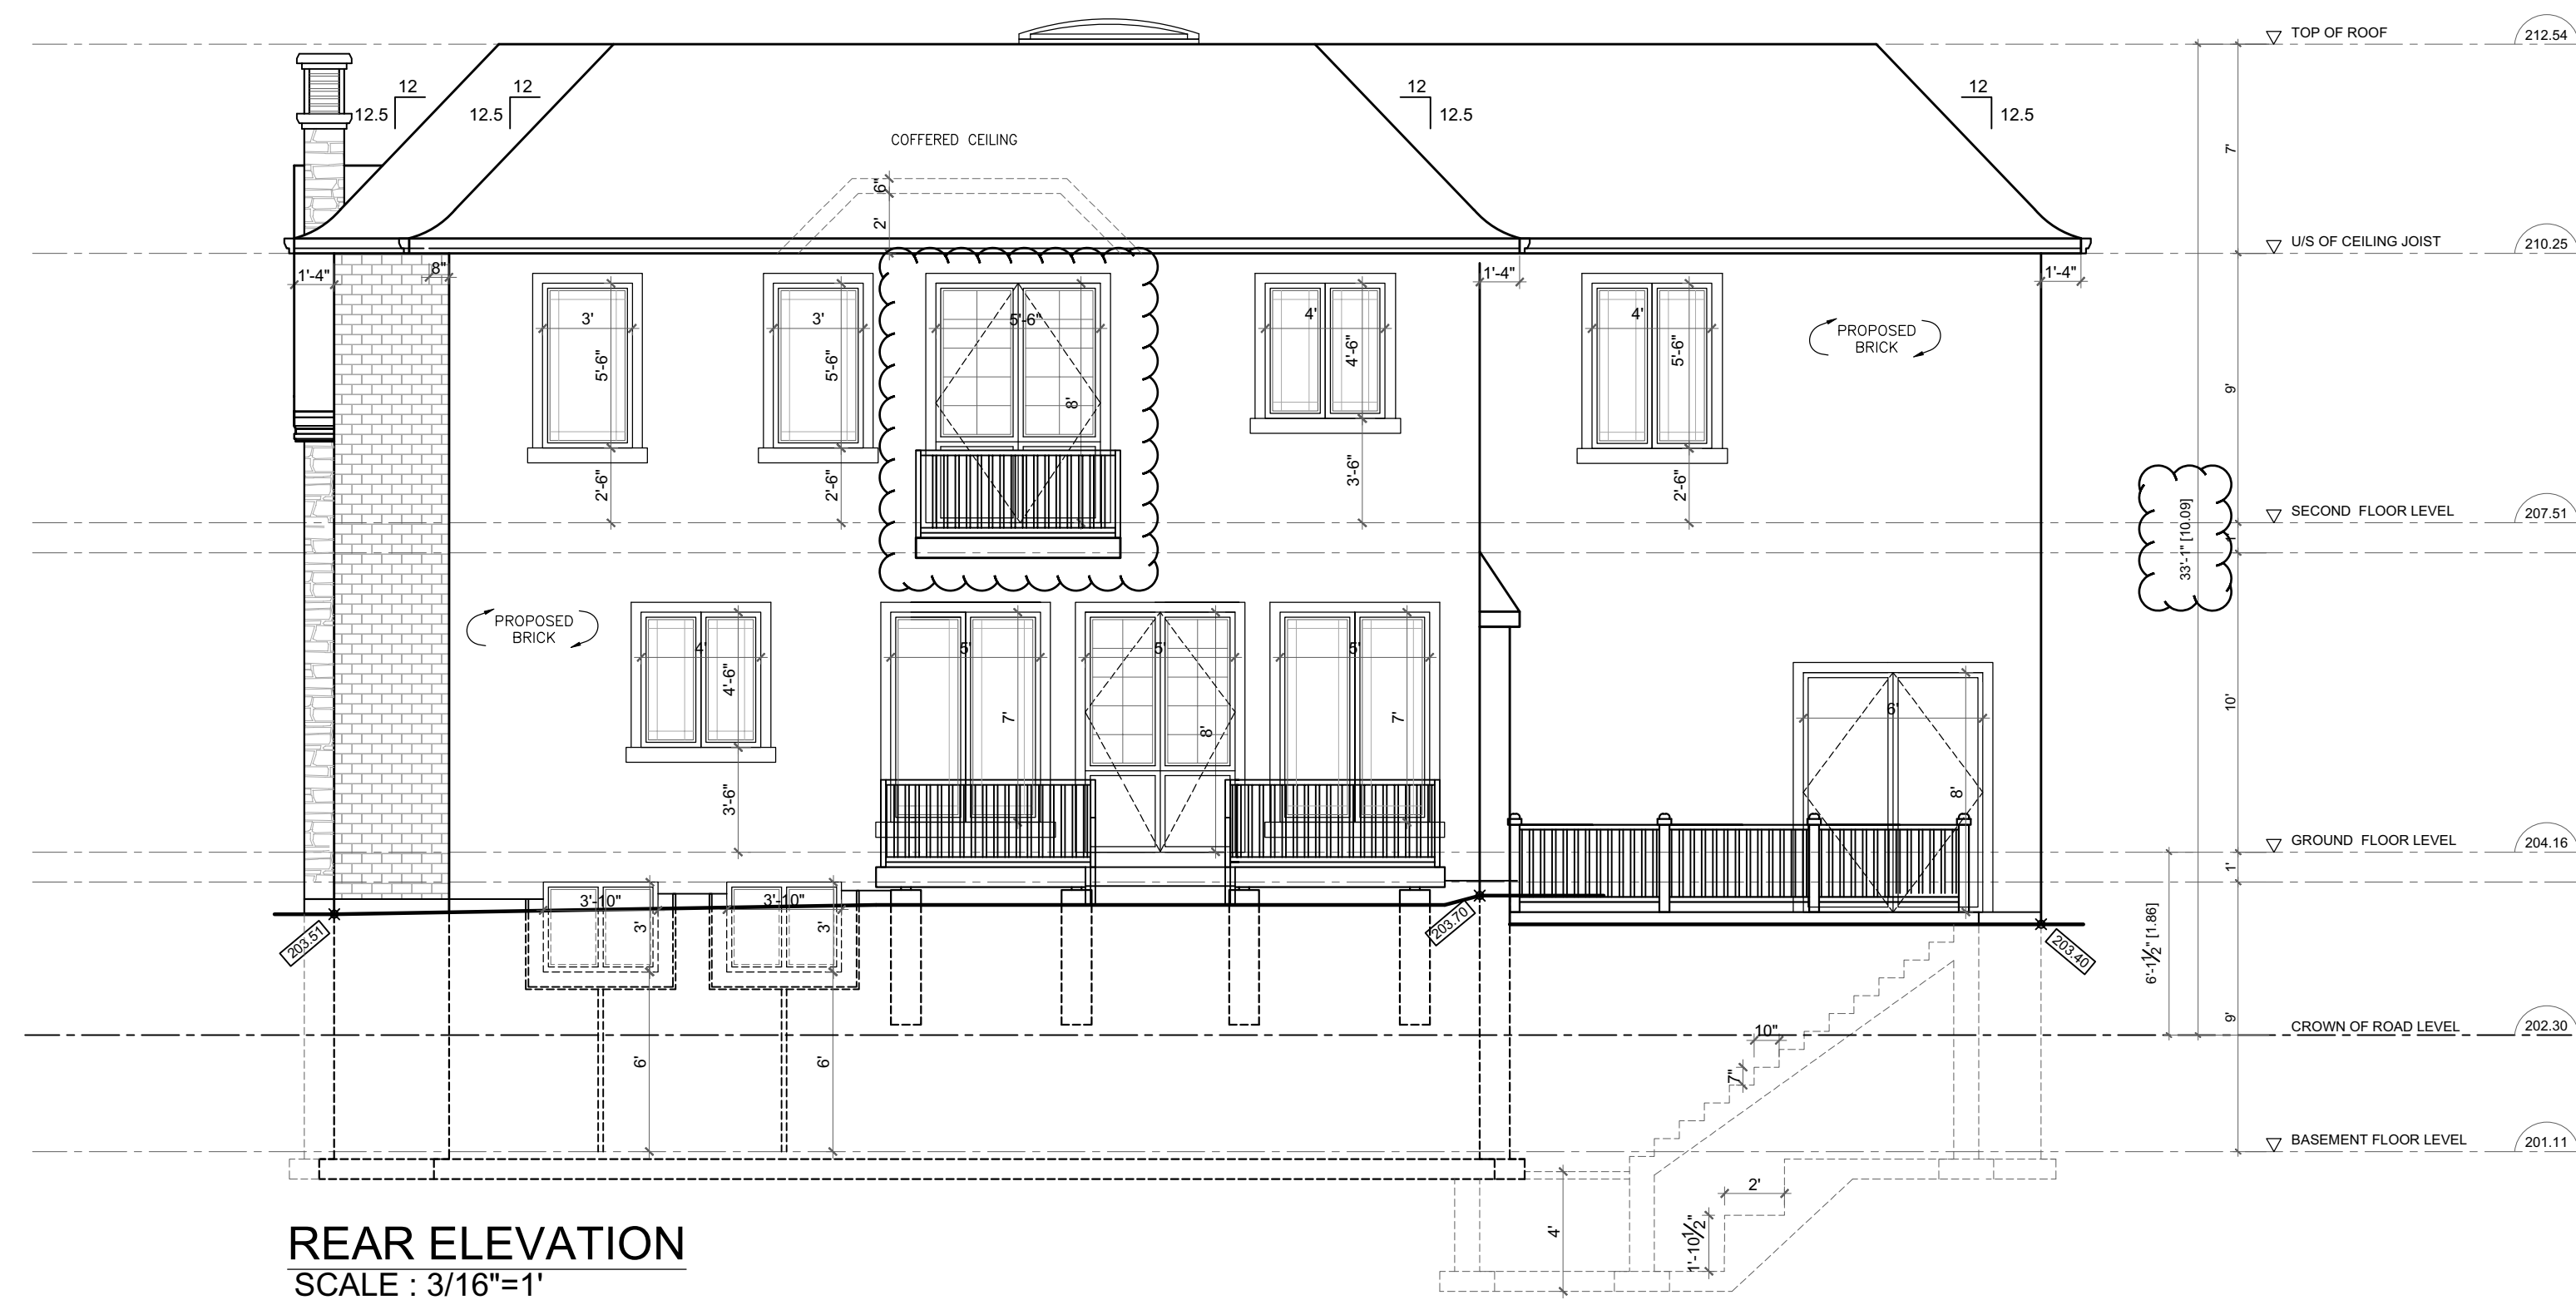 TOP OF ROOF 212.54
12 12 12 12
12.5 12.5 12.5 12.5
COFFERED CEILING
7'
6"
2'
U/S OF CEILING JOIST 210.25
1'-4" 8" 1'-4" 1'-4"
3' 3' 5'-6" 4' 4'
PROPOSED
BRICK
5'-6" 5'-6" 8' 4'-6" 5'-6"
9'
2'-6" 2'-6" 3'-6" 2'-6"
SECOND FLOOR LEVEL 207.51
1'
33'-1" [10.09]
PROPOSED
BRICK
4' 5' 5' 5'
4'-6" 7' 8' 7' 6'
10'
3'-6" 8'
GROUND FLOOR LEVEL 204.16
1'
3'-10" 3'-10"
3' 3'
203.51 203.70 203.40
6'-1½" [1.86]
9'
CROWN OF ROAD LEVEL 202.30
10"
7"
6' 6'
BASEMENT FLOOR LEVEL 201.11
2'
4' 1'-10½"
REAR ELEVATION
SCALE : 3/16"=1'